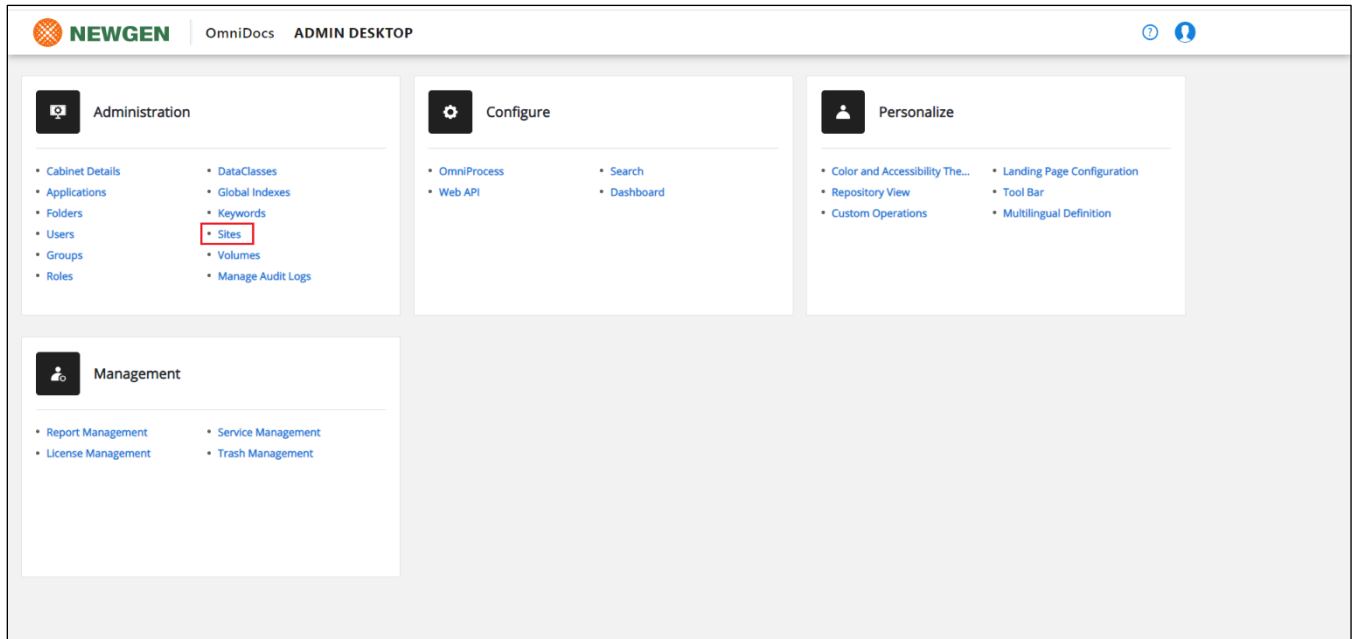 NEWGEN OmniDocs ADMIN DESKTOP ?
Administration
Cabinet Details
Applications
Folders
Users
Groups
Roles
DataClasses
Global Indexes
Keywords
Sites
Volumes
Manage Audit Logs
Configure
OmniProcess
Web API
Search
Dashboard
Personalize
Color and Accessibility The...
Repository View
Custom Operations
Landing Page Configuration
Tool Bar
Multilingual Definition
Management
Report Management
License Management
Service Management
Trash Management